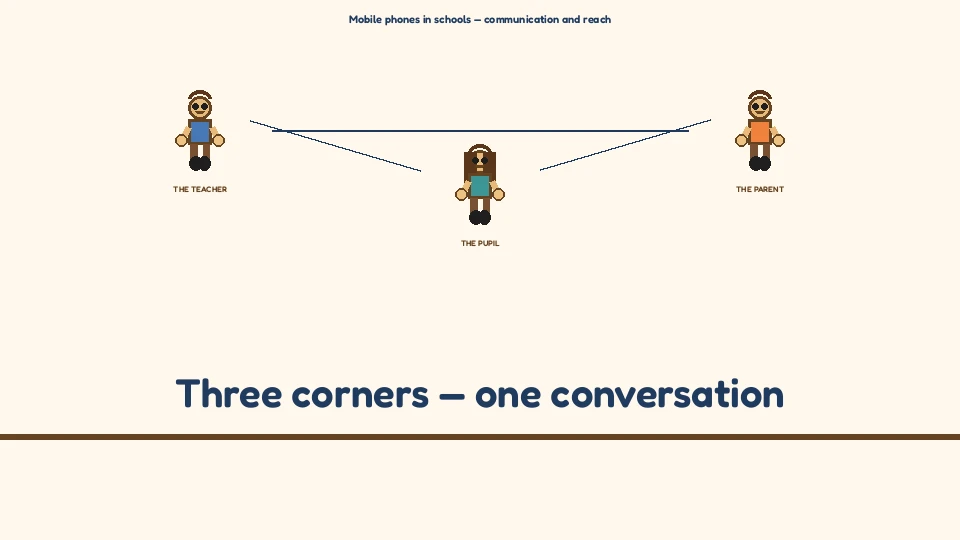 Mobile phones in schools — communication and reach
THE TEACHER
THE PARENT
THE PUPIL
Three corners — one conversation